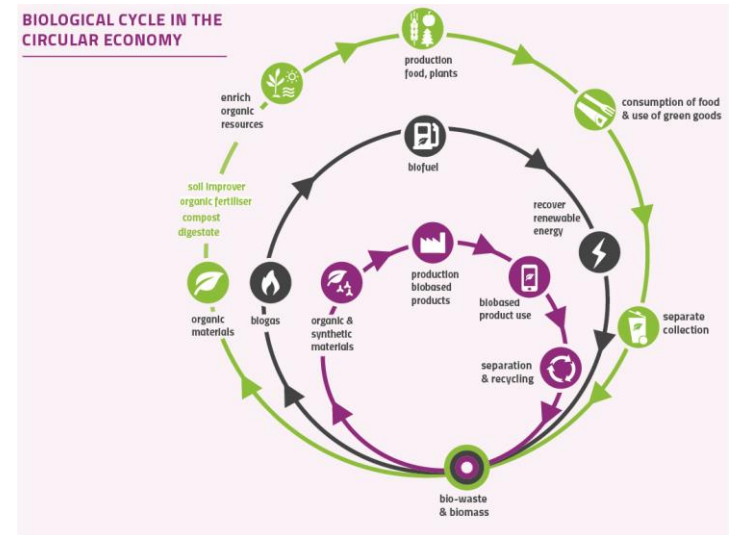 BIOLOGICAL CYCLE IN THE
CIRCULAR ECONOMY
production
food, plants
enrich
organic
resources
consumption of food
& use of green goods
biofuel
soil improver
organic fertiliser
compost
digestate
recover
renewable
energy
production
biobased
products
biobased
product use
organic
materials
biogas
organic &
synthetic
materials
separate
collection
separation
& recycling
bio-waste
& biomass